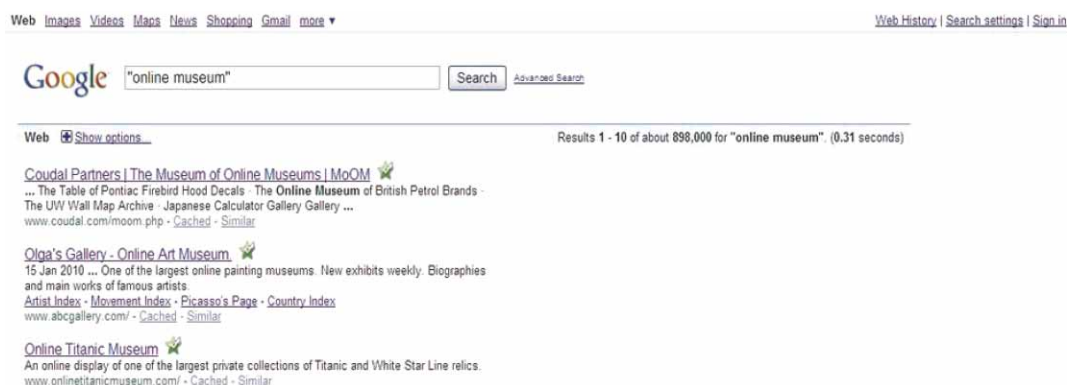 Web Images Videos Maps News Shopping Gmail more ▼ Web History | Search settings | Sign in
Google "online museum" Search Advanced Search
Web Show options... Results 1 - 10 of about 898,000 for "online museum". (0.31 seconds)
Coudal Partners | The Museum of Online Museums | MoOM
... The Table of Pontiac Firebird Hood Decals · The Online Museum of British Petrol Brands ·
The UW Wall Map Archive · Japanese Calculator Gallery Gallery ...
www.coudal.com/moom.php - Cached - Similar
Olga's Gallery - Online Art Museum.
15 Jan 2010 ... One of the largest online painting museums. New exhibits weekly. Biographies
and main works of famous artists.
Artist Index - Movement Index - Picasso's Page - Country Index
www.abcgallery.com/ - Cached - Similar
Online Titanic Museum
An online display of one of the largest private collections of Titanic and White Star Line relics.
www.onlinetitanicmuseum.com/ - Cached - Similar